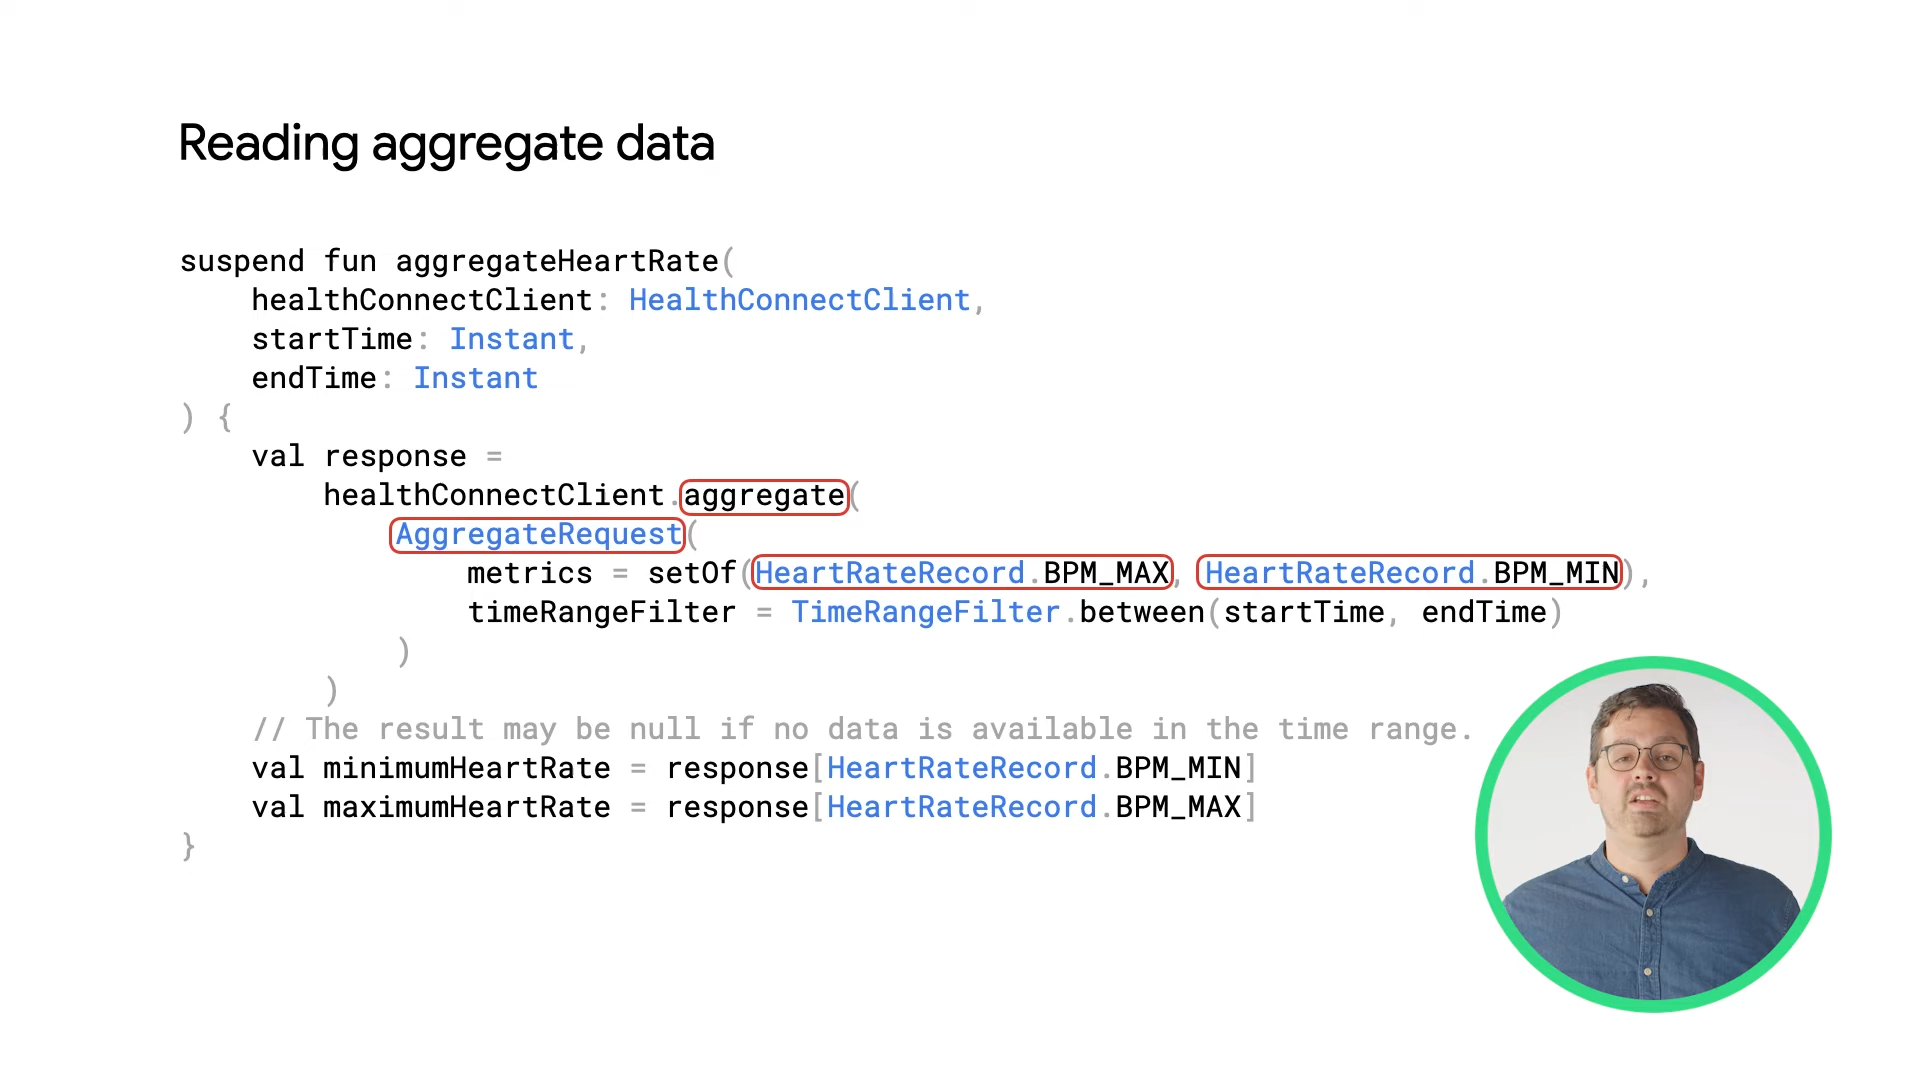 Reading aggregate data
suspend fun aggregateHeartRate(
healthConnectClient: HealthConnectClient,
startTime: Instant,
endTime: Instant
) {
val response =
healthConnectClient.aggregate(
AggregateRequest(
metrics = setOf(HeartRateRecord.BPM_MAX, HeartRateRecord.BPM_MIN),
timeRangeFilter = TimeRangeFilter.between(startTime, endTime)
)
)
// The result may be null if no data is available in the time range.
val minimumHeartRate = response[HeartRateRecord.BPM_MIN]
val maximumHeartRate = response[HeartRateRecord.BPM_MAX]
}